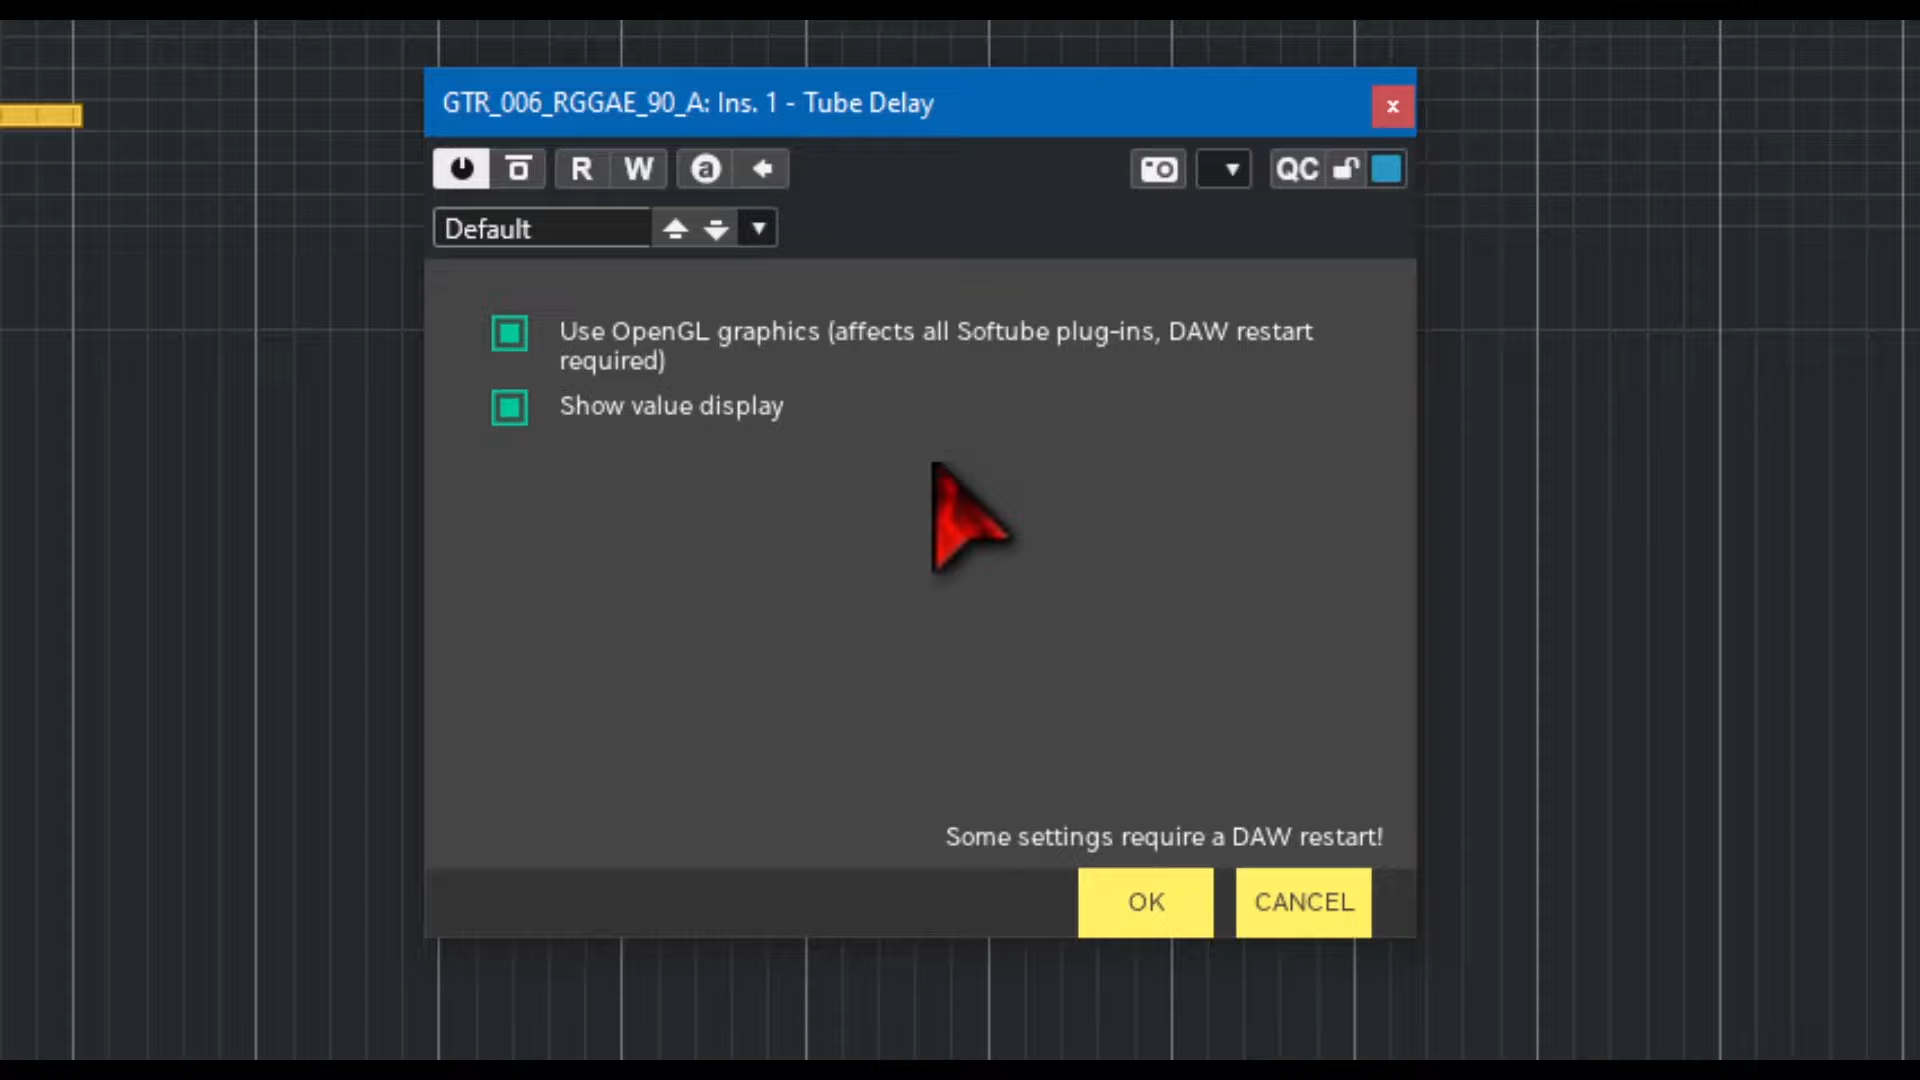 GTR_006_RGGAE_90_A: Ins. 1 - Tube Delay
x
R W a QC
Default
Use OpenGL graphics (affects all Softube plug-ins, DAW restart
required)
Show value display
Some settings require a DAW restart!
OK CANCEL